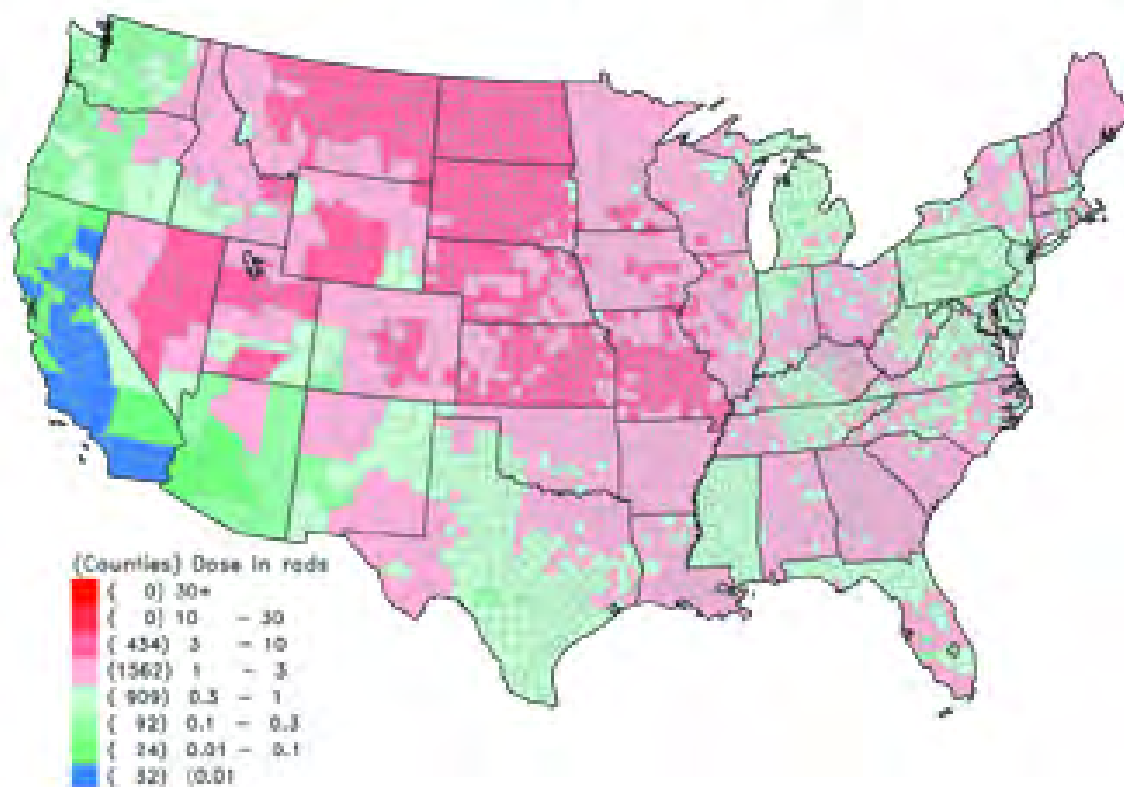 (Counties) Dose in rads
( 0) 30+
( 0) 10 - 30
( 434) 3 - 10
(1562) 1 - 3
( 909) 0.3 - 1
( 92) 0.1 - 0.3
( 24) 0.01 - 0.1
( 32) (0.01